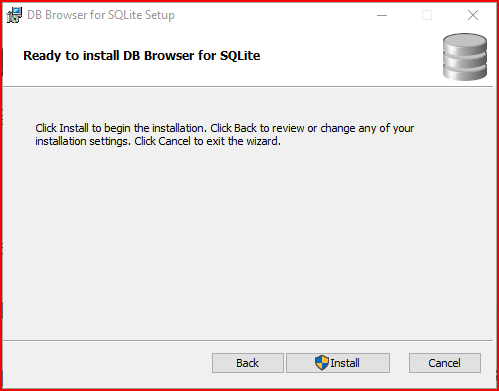 DB Browser for SQLite Setup
Ready to install DB Browser for SQLite
Click Install to begin the installation. Click Back to review or change any of your
installation settings. Click Cancel to exit the wizard.
Back
Install
Cancel